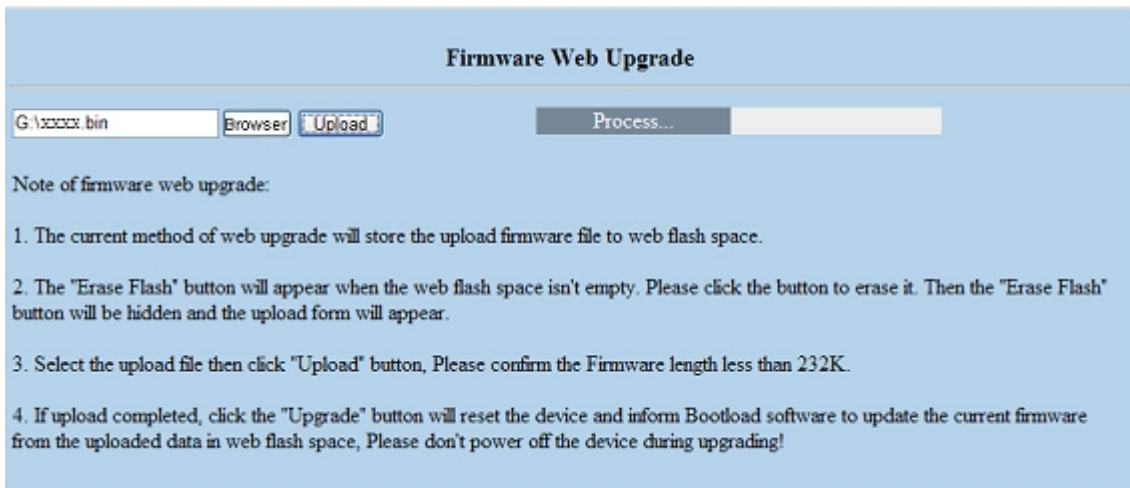 Firmware Web Upgrade
G:\xxxx.bin Browser Upload Process...
Note of firmware web upgrade:
1. The current method of web upgrade will store the upload firmware file to web flash space.
2. The "Erase Flash" button will appear when the web flash space isn't empty. Please click the button to erase it. Then the "Erase Flash"
button will be hidden and the upload form will appear.
3. Select the upload file then click "Upload" button, Please confirm the Firmware length less than 232K.
4. If upload completed, click the "Upgrade" button will reset the device and inform Bootload software to update the current firmware
from the uploaded data in web flash space, Please don't power off the device during upgrading!